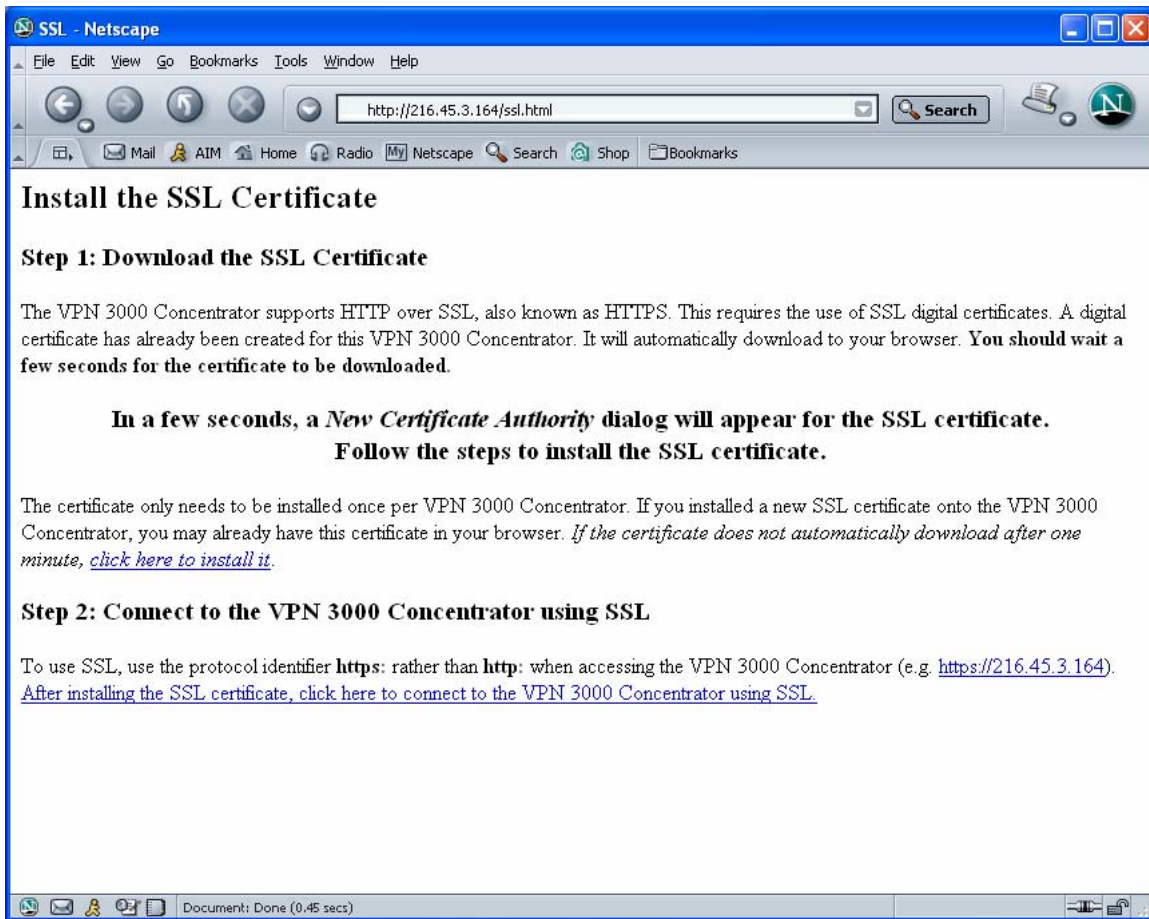 SSL - Netscape
File Edit View Go Bookmarks Tools Window Help
http://216.45.3.164/ssl.html
Search
N
Mail AIM Home Radio My Netscape Search Shop Bookmarks
Install the SSL Certificate
Step 1: Download the SSL Certificate
The VPN 3000 Concentrator supports HTTP over SSL, also known as HTTPS. This requires the use of SSL digital certificates. A digital
certificate has already been created for this VPN 3000 Concentrator. It will automatically download to your browser. You should wait a
few seconds for the certificate to be downloaded.
In a few seconds, a New Certificate Authority dialog will appear for the SSL certificate.
Follow the steps to install the SSL certificate.
The certificate only needs to be installed once per VPN 3000 Concentrator. If you installed a new SSL certificate onto the VPN 3000
Concentrator, you may already have this certificate in your browser. If the certificate does not automatically download after one
minute, click here to install it.
Step 2: Connect to the VPN 3000 Concentrator using SSL
To use SSL, use the protocol identifier https: rather than http: when accessing the VPN 3000 Concentrator (e.g. https://216.45.3.164).
After installing the SSL certificate, click here to connect to the VPN 3000 Concentrator using SSL.
Document: Done (0.45 secs)